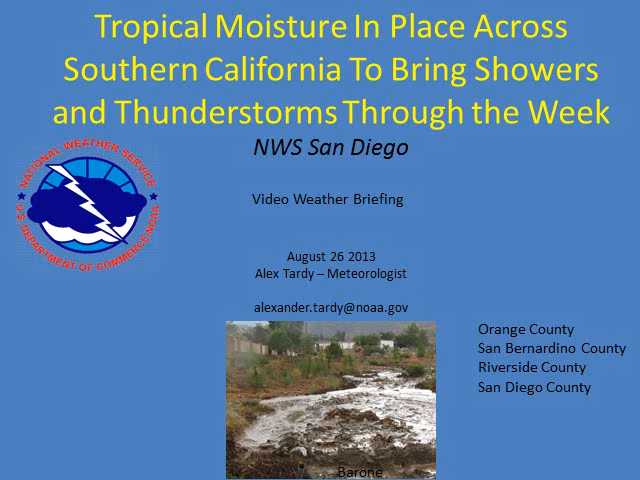 Tropical Moisture In Place Across
Southern California To Bring Showers
and Thunderstorms Through the Week
NWS San Diego
NATIONAL WEATHER SERVICE
U.S. DEPARTMENT OF COMMERCE NOAA
Video Weather Briefing
August 26 2013
Alex Tardy – Meteorologist
alexander.tardy@noaa.gov
Orange County
San Bernardino County
Riverside County
San Diego County
Barone